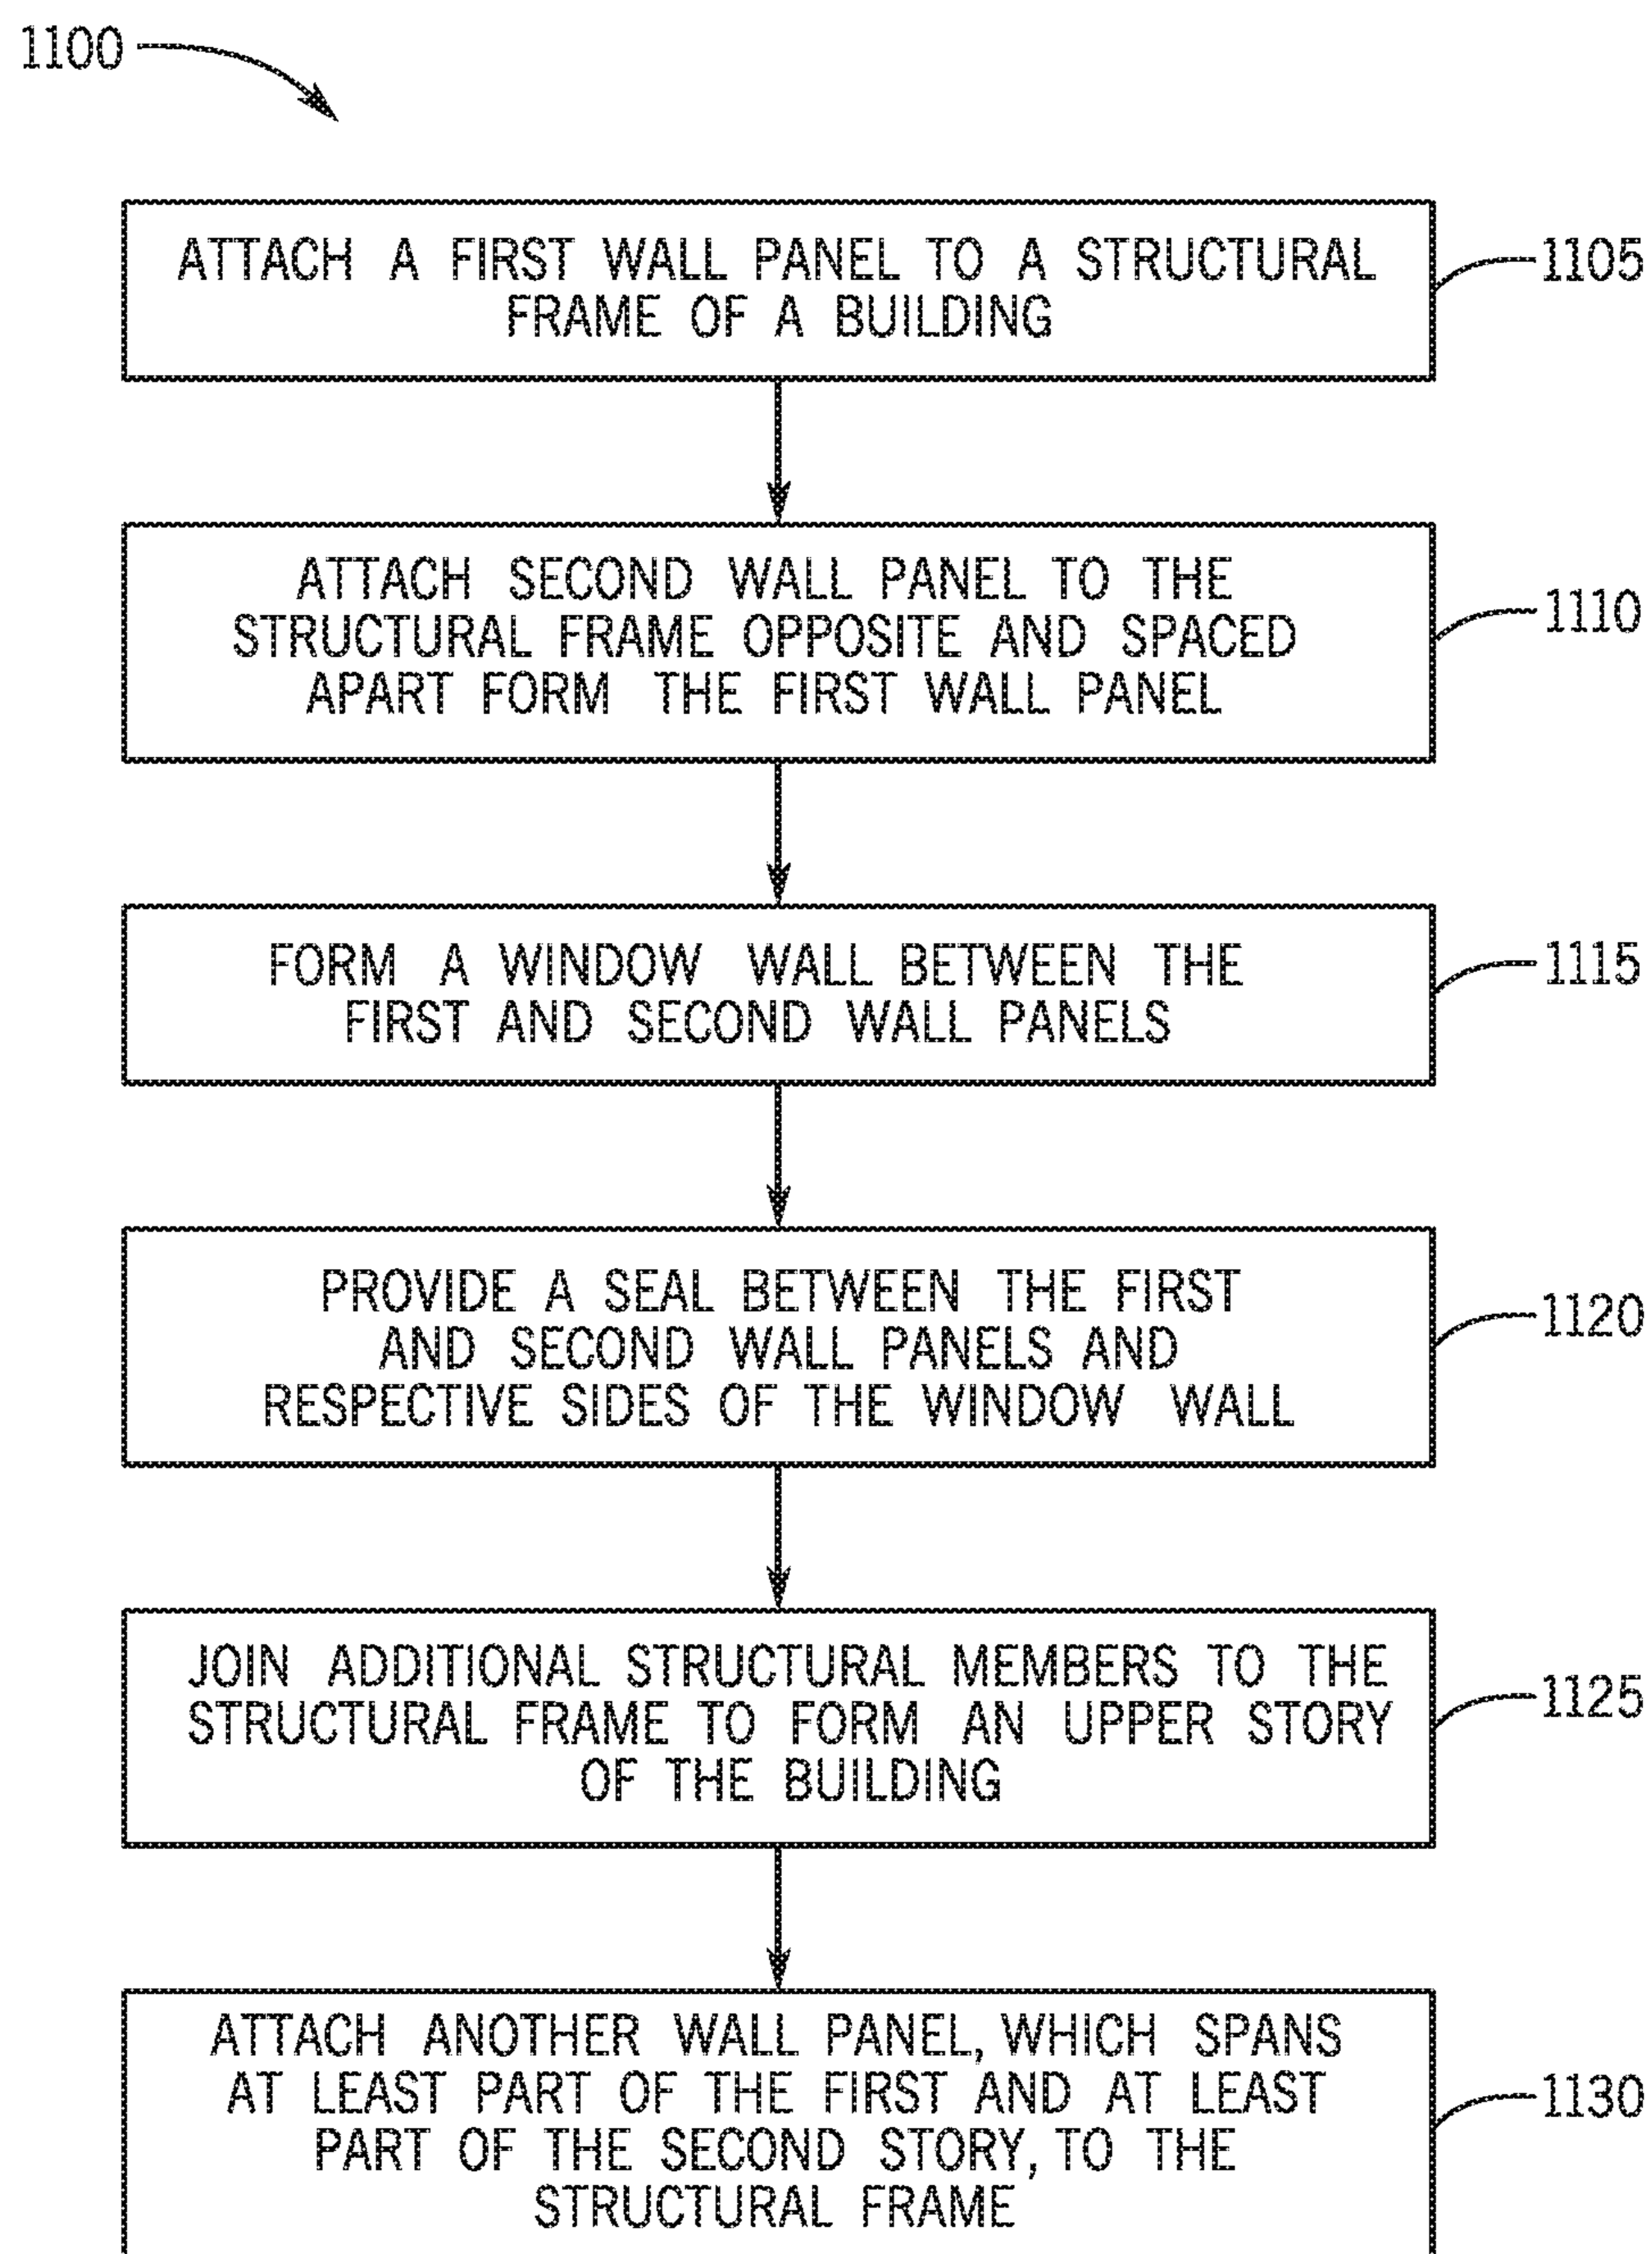 1100
ATTACH A FIRST WALL PANEL TO A STRUCTURAL
FRAME OF A BUILDING
1105
ATTACH SECOND WALL PANEL TO THE
STRUCTURAL FRAME OPPOSITE AND SPACED
APART FORM THE FIRST WALL PANEL
1110
FORM A WINDOW WALL BETWEEN THE
FIRST AND SECOND WALL PANELS
1115
PROVIDE A SEAL BETWEEN THE FIRST
AND SECOND WALL PANELS AND
RESPECTIVE SIDES OF THE WINDOW WALL
1120
JOIN ADDITIONAL STRUCTURAL MEMBERS TO THE
STRUCTURAL FRAME TO FORM AN UPPER STORY
OF THE BUILDING
1125
ATTACH ANOTHER WALL PANEL, WHICH SPANS
AT LEAST PART OF THE FIRST AND AT LEAST
PART OF THE SECOND STORY, TO THE
STRUCTURAL FRAME
1130